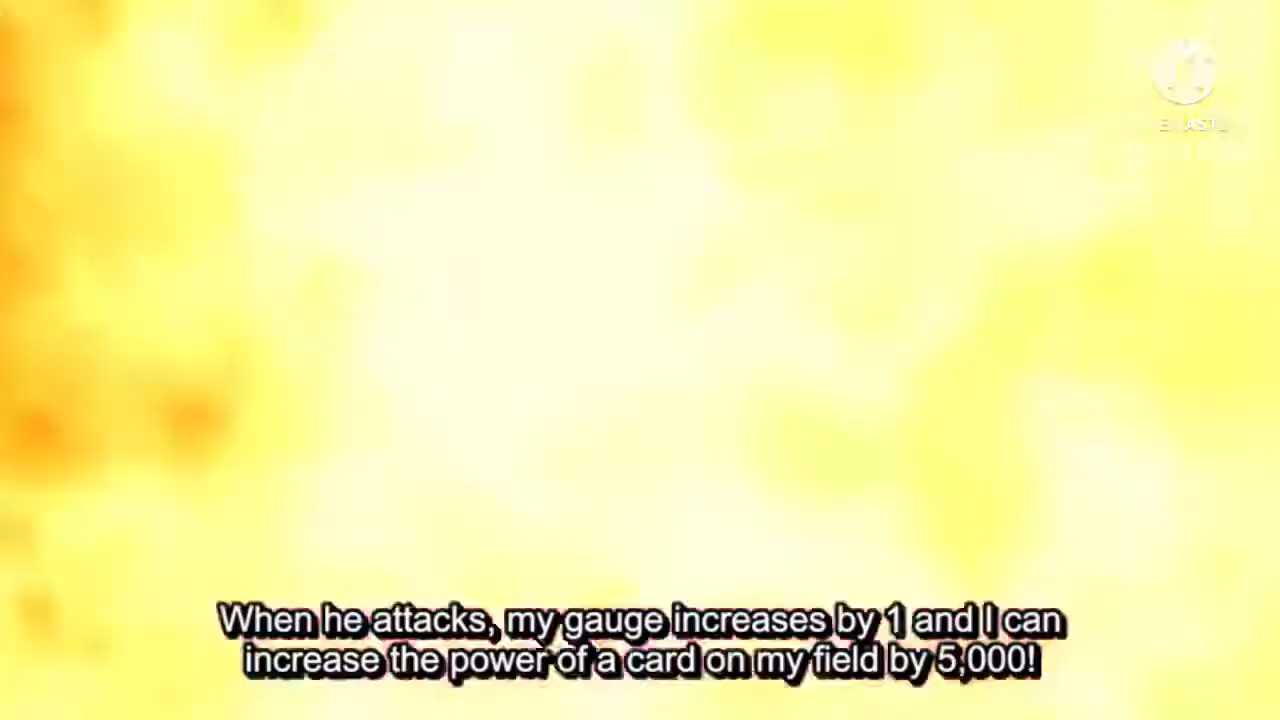 When he attacks, my gauge increases by 1 and I can
increase the power of a card on my field by 5,000!